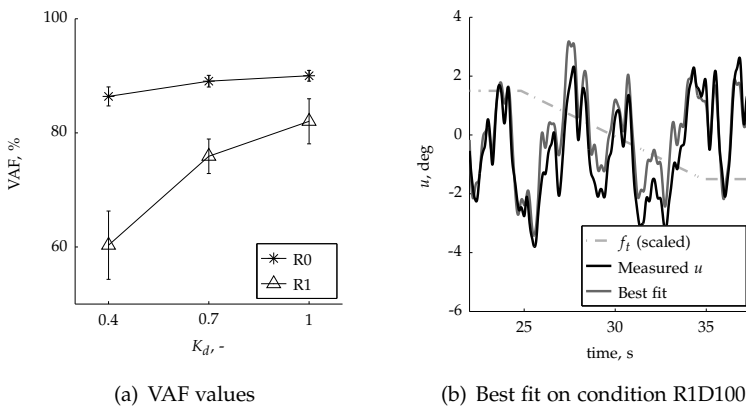 100
80
60
VAF, %
0.4
0.7
1
K_d, -
R0
R1
(a) VAF values
4
2
0
-2
-4
-6
u, deg
25
30
35
time, s
f_t (scaled)
Measured u
Best fit
(b) Best fit on condition R1D100